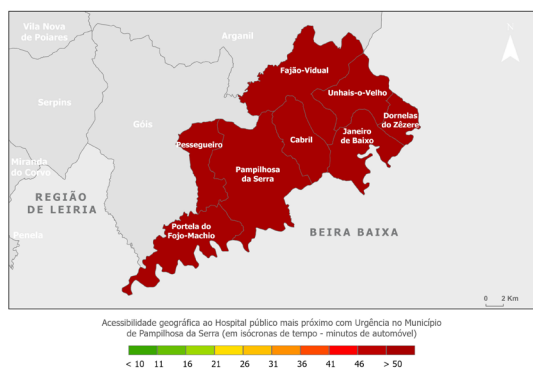 Vila Nova
de Poiares
Arganil
N
Fajão-Vidual
Unhais-o-Velho
Serpins
Dornelas
do Zêzere
Góis
Janeiro
de Baixo
Cabril
Pessegueiro
Miranda
do Corvo
Pampilhosa
da Serra
REGIÃO
DE LEIRIA
Portela do
Fojo-Machio
BEIRA BAIXA
Penela
0 2 Km
Acessibilidade geográfica ao Hospital público mais próximo com Urgência no Município
de Pampilhosa da Serra (em isócronas de tempo - minutos de automóvel)
< 10 11 16 21 26 31 36 41 46 > 50